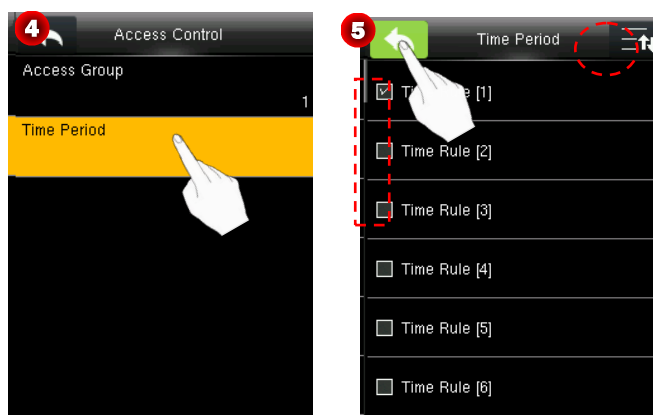 4
Access Control
Access Group
1
Time Period
5
Time Period
Rule [1]
Time Rule [2]
Time Rule [3]
Time Rule [4]
Time Rule [5]
Time Rule [6]